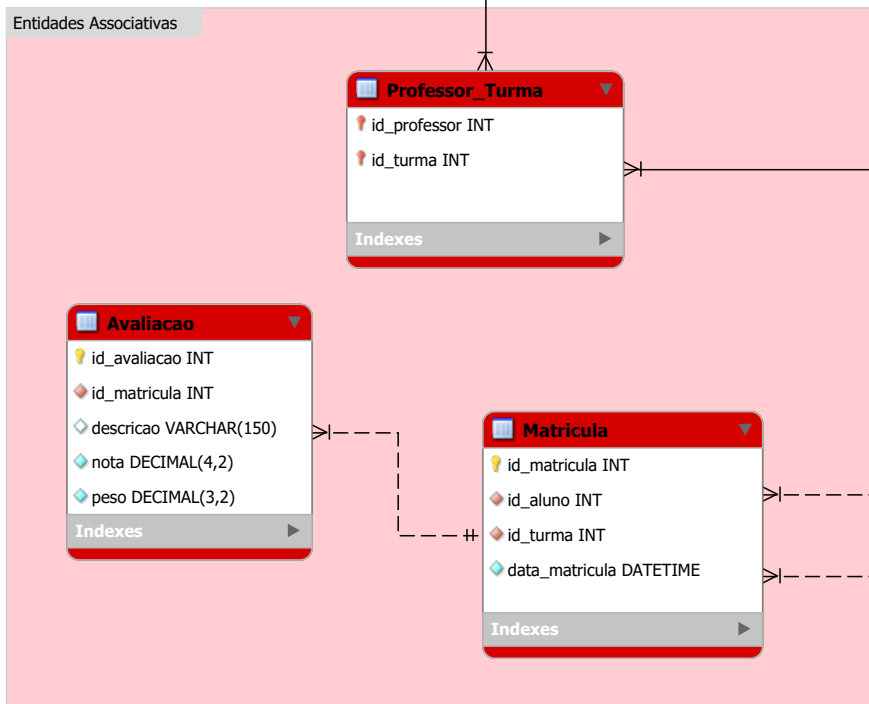 Entidades Associativas
Professor_Turma
id_professor INT
id_turma INT
Indexes
Avaliacao
id_avaliacao INT
id_matricula INT
descricao VARCHAR(150)
nota DECIMAL(4,2)
peso DECIMAL(3,2)
Indexes
Matricula
id_matricula INT
id_aluno INT
id_turma INT
data_matricula DATETIME
Indexes